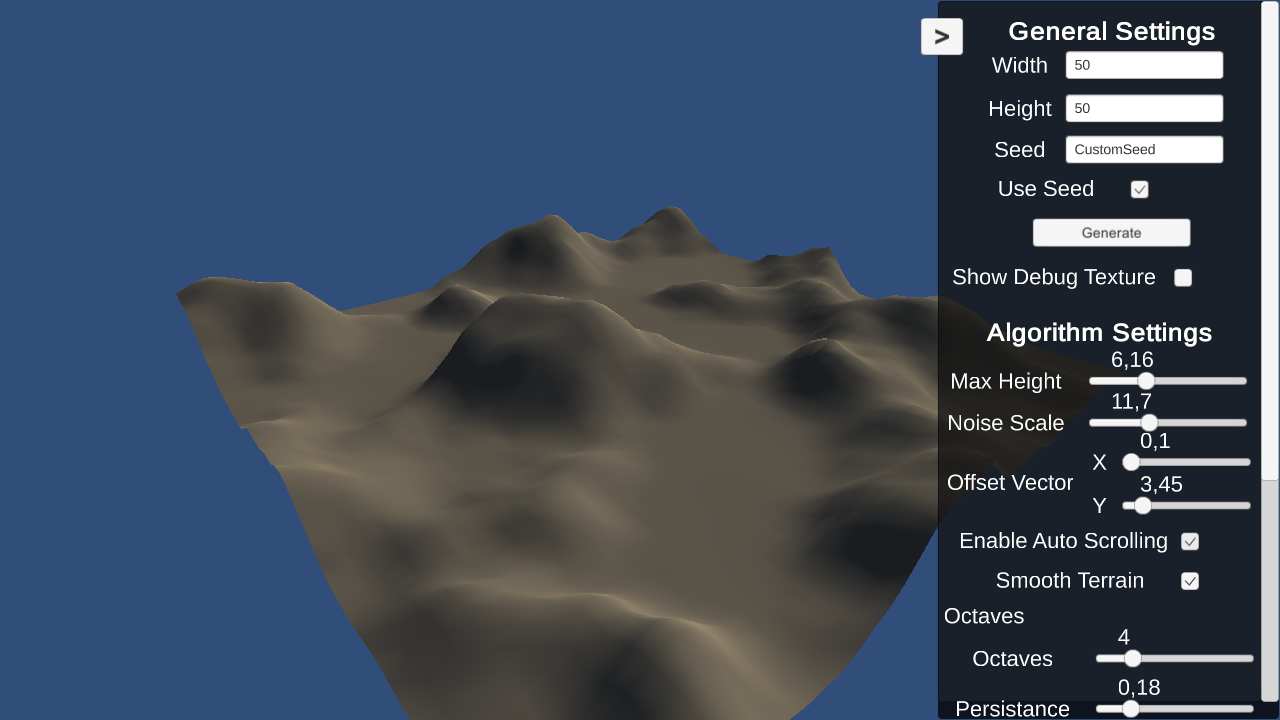 >
General Settings
Width 50
Height 50
Seed CustomSeed
Use Seed
Generate
Show Debug Texture
Algorithm Settings
6,16
Max Height
11,7
Noise Scale
0,1
X
Offset Vector
3,45
Y
Enable Auto Scrolling
Smooth Terrain
Octaves
4
Octaves
0,18
Persistance